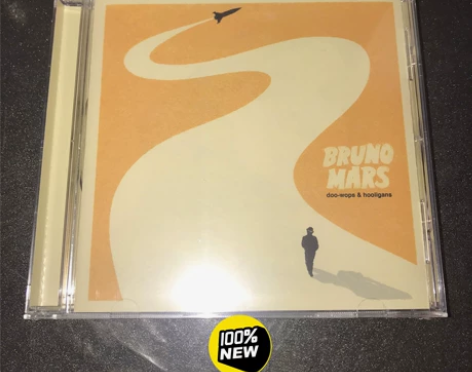 BRUNO
MARS
doo-wops & hooligans
100%
NEW